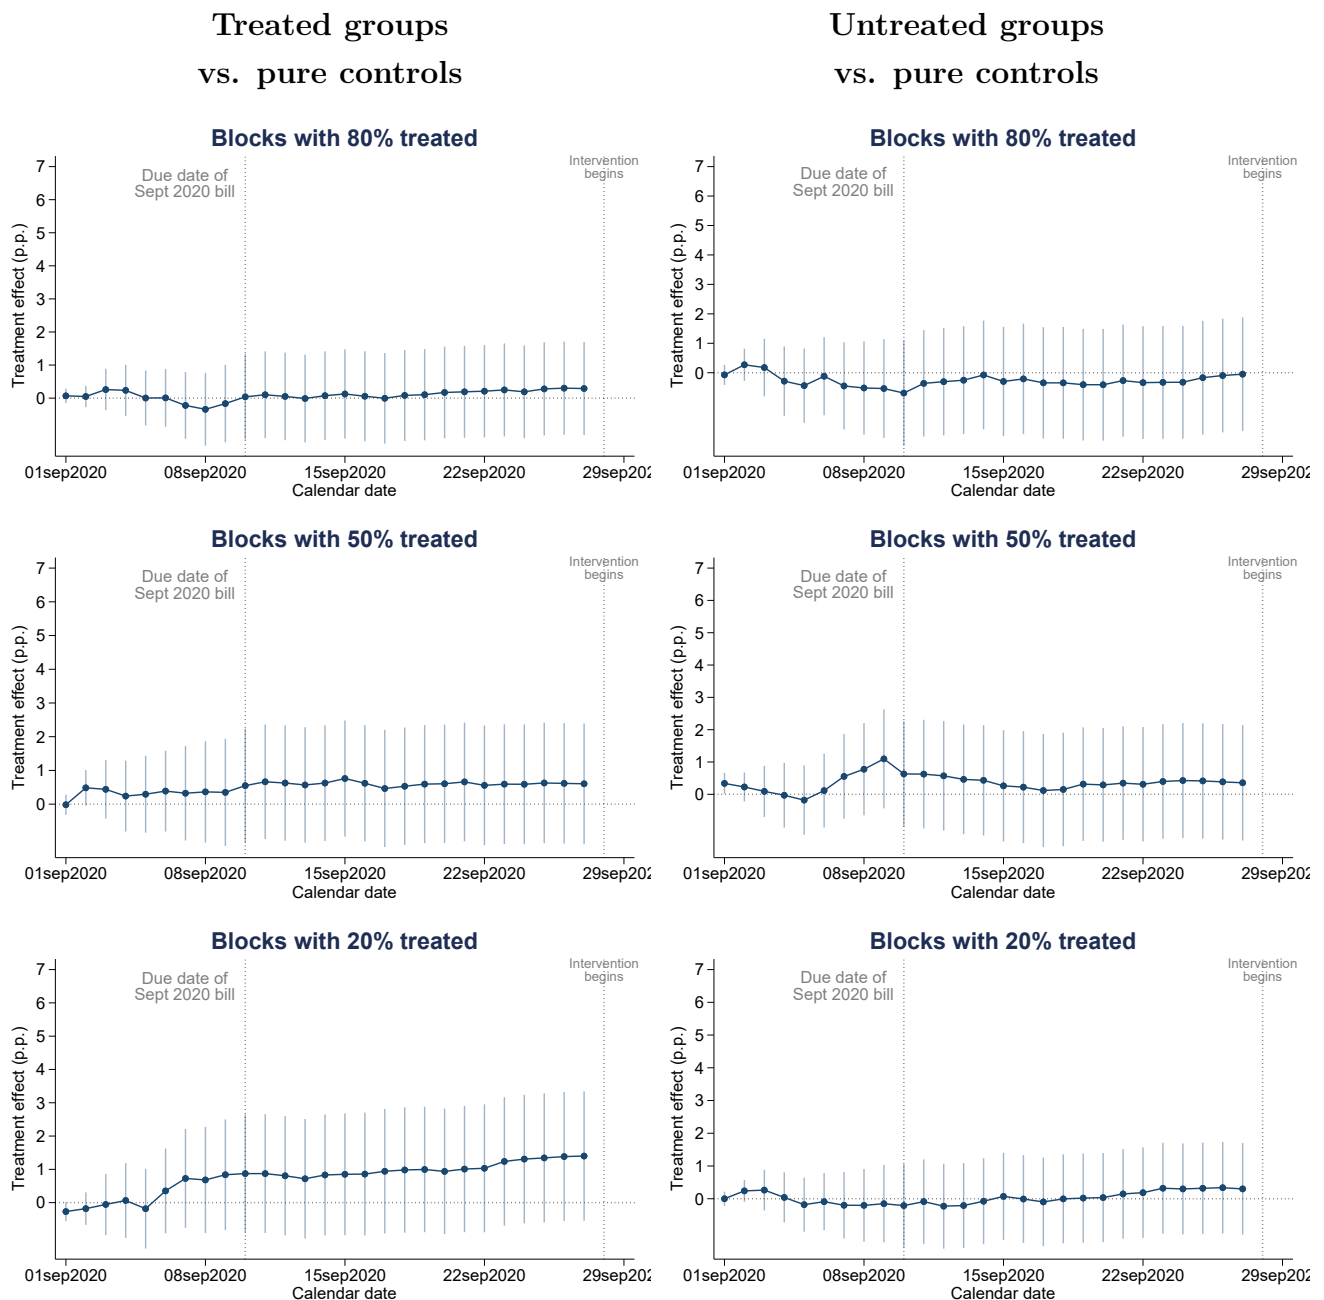 Treated groups
vs. pure controls
Untreated groups
vs. pure controls
Blocks with 80% treated
Treatment effect (p.p.)
7
6
5
4
3
2
1
0
Due date of
Sept 2020 bill
Intervention
begins
01sep2020 08sep2020 15sep2020 22sep2020 29sep202
Calendar date
Blocks with 80% treated
Treatment effect (p.p.)
7
6
5
4
3
2
1
0
Due date of
Sept 2020 bill
Intervention
begins
01sep2020 08sep2020 15sep2020 22sep2020 29sep202
Calendar date
Blocks with 50% treated
Treatment effect (p.p.)
7
6
5
4
3
2
1
0
Due date of
Sept 2020 bill
Intervention
begins
01sep2020 08sep2020 15sep2020 22sep2020 29sep202
Calendar date
Blocks with 50% treated
Treatment effect (p.p.)
7
6
5
4
3
2
1
0
Due date of
Sept 2020 bill
Intervention
begins
01sep2020 08sep2020 15sep2020 22sep2020 29sep202
Calendar date
Blocks with 20% treated
Treatment effect (p.p.)
7
6
5
4
3
2
1
0
Due date of
Sept 2020 bill
Intervention
begins
01sep2020 08sep2020 15sep2020 22sep2020 29sep202
Calendar date
Blocks with 20% treated
Treatment effect (p.p.)
7
6
5
4
3
2
1
0
Due date of
Sept 2020 bill
Intervention
begins
01sep2020 08sep2020 15sep2020 22sep2020 29sep202
Calendar date